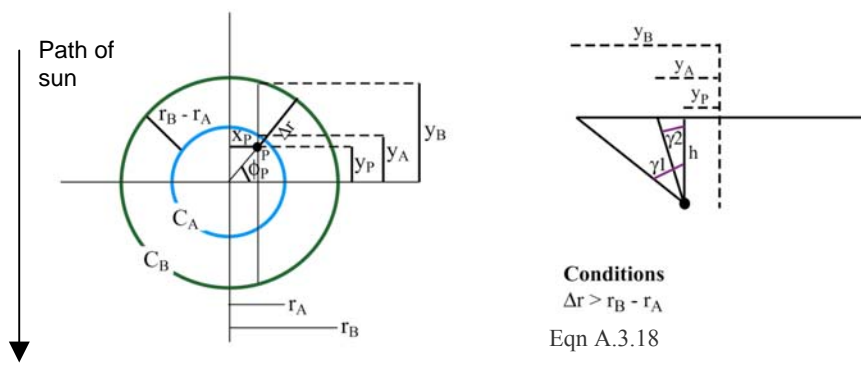 Path of
sun
r_B - r_A
x_P
Δr
P
ϕ_P
y_P
y_A
y_B
C_A
C_B
r_A
r_B
y_B
y_A
y_P
γ2
γ1
h
Conditions
Δr > r_B - r_A
Eqn A.3.18